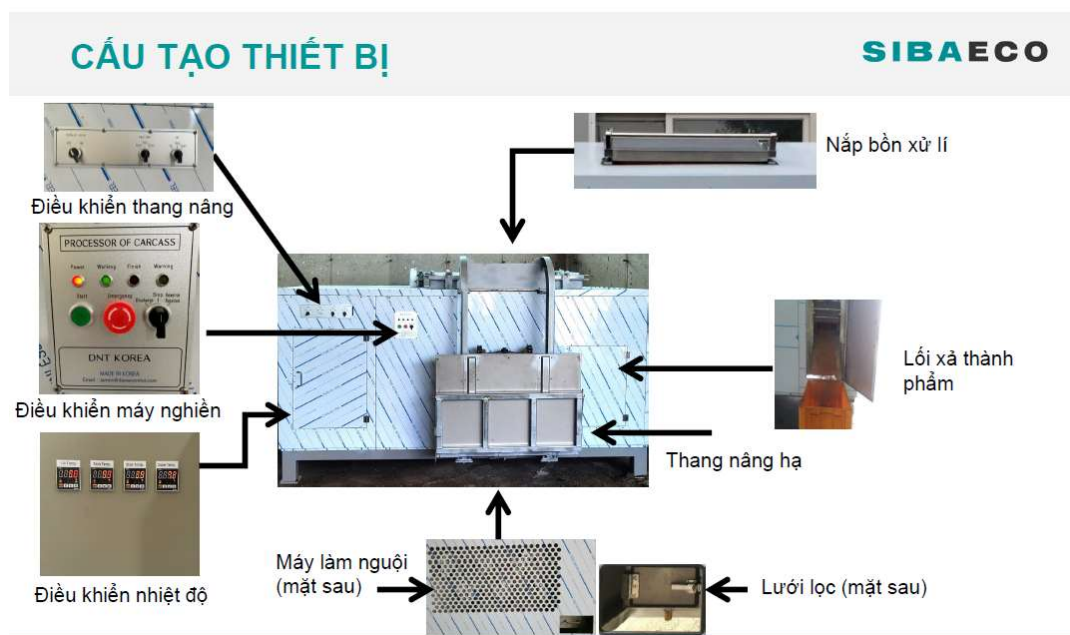 CẤU TẠO THIẾT BỊ
SIBAECO
Nắp bồn xử lí
Điều khiển thang nâng
PROCESSOR OF CARCASS
Power Working Warning
Emergency
DNT KOREA
MADE IN KOREA
Điều khiển máy nghiền
Lối xả thành
phẩm
Thang nâng hạ
Điều khiển nhiệt độ
Máy làm nguội
(mặt sau)
Lưới lọc (mặt sau)